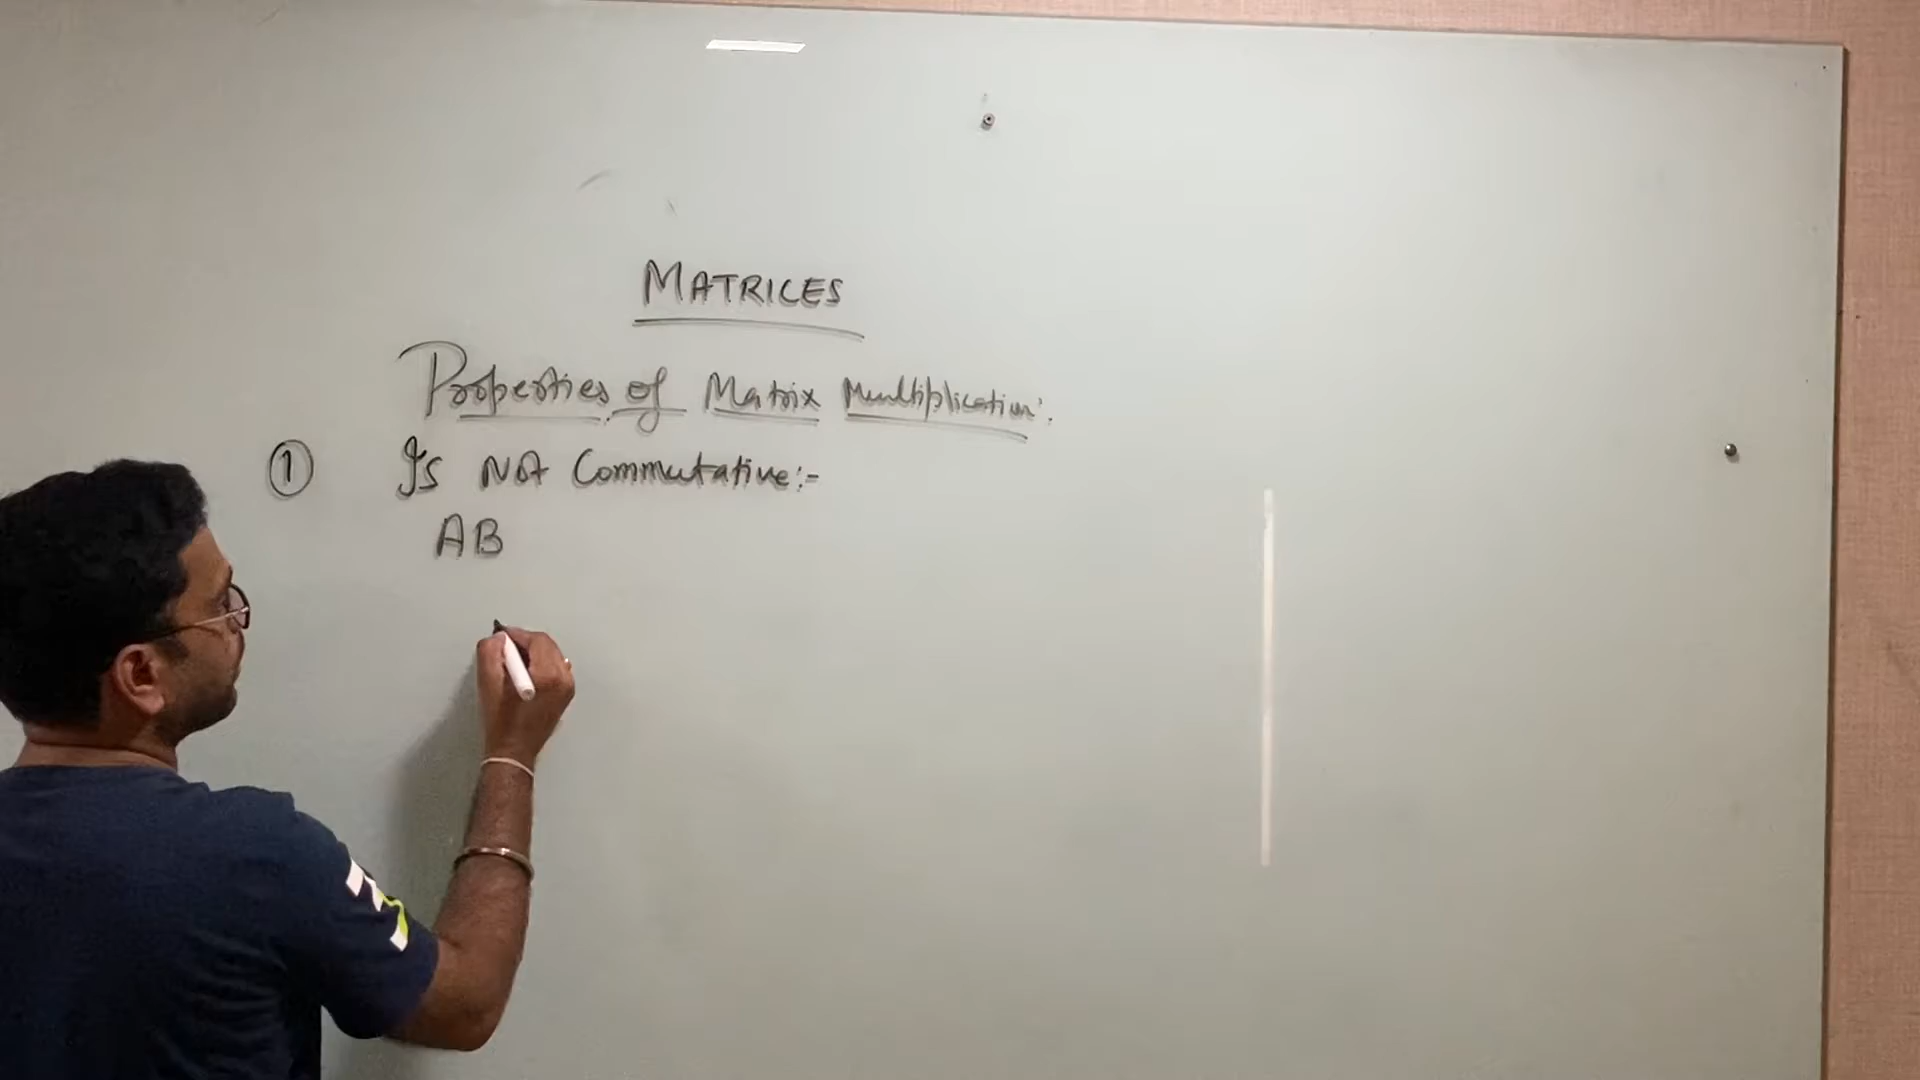 MATRICES
Properties of Matrix Multiplication:
① Is Not Commutative:-
AB